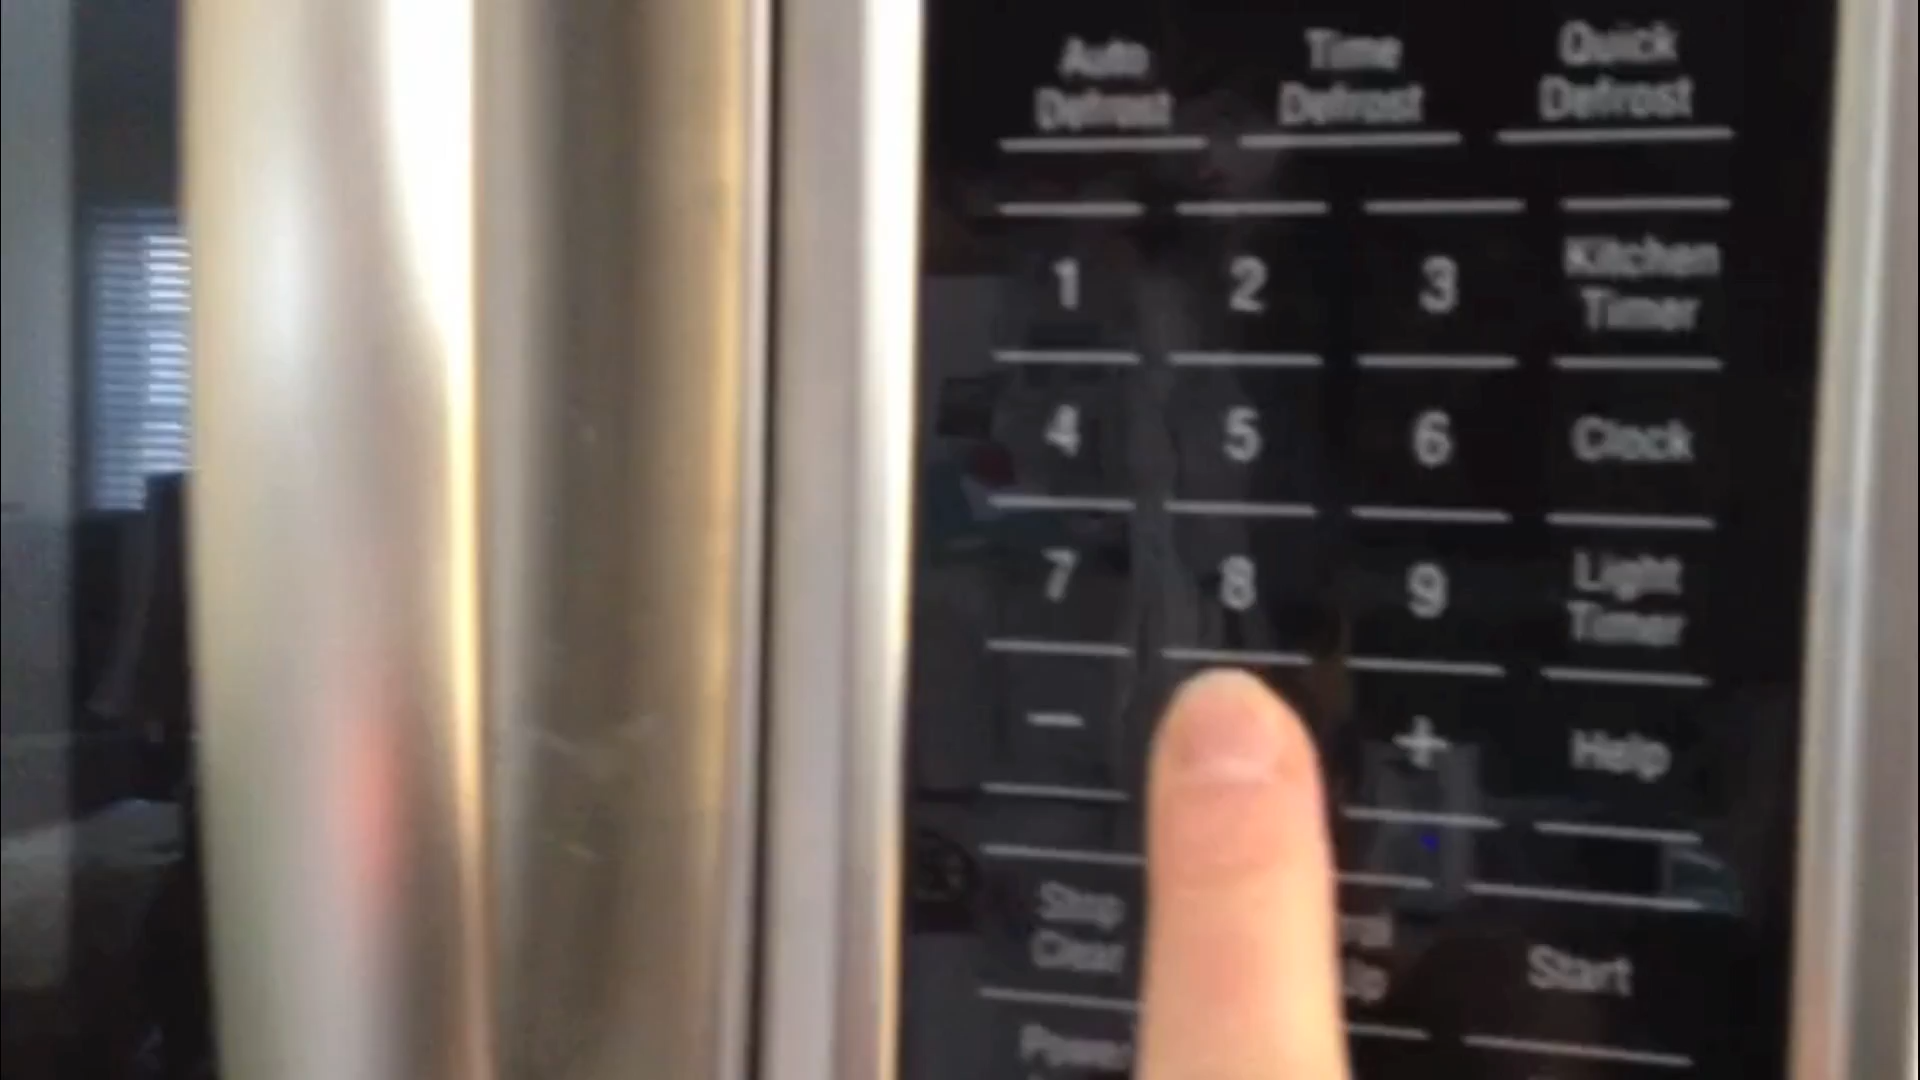 Auto
Defrost
Time
Defrost
Quick
Defrost
1 2 3
Kitchen
Timer
4 5 6 Clock
7 8 9
Light
Timer
- + Help
Stop
Clear
Start
Power